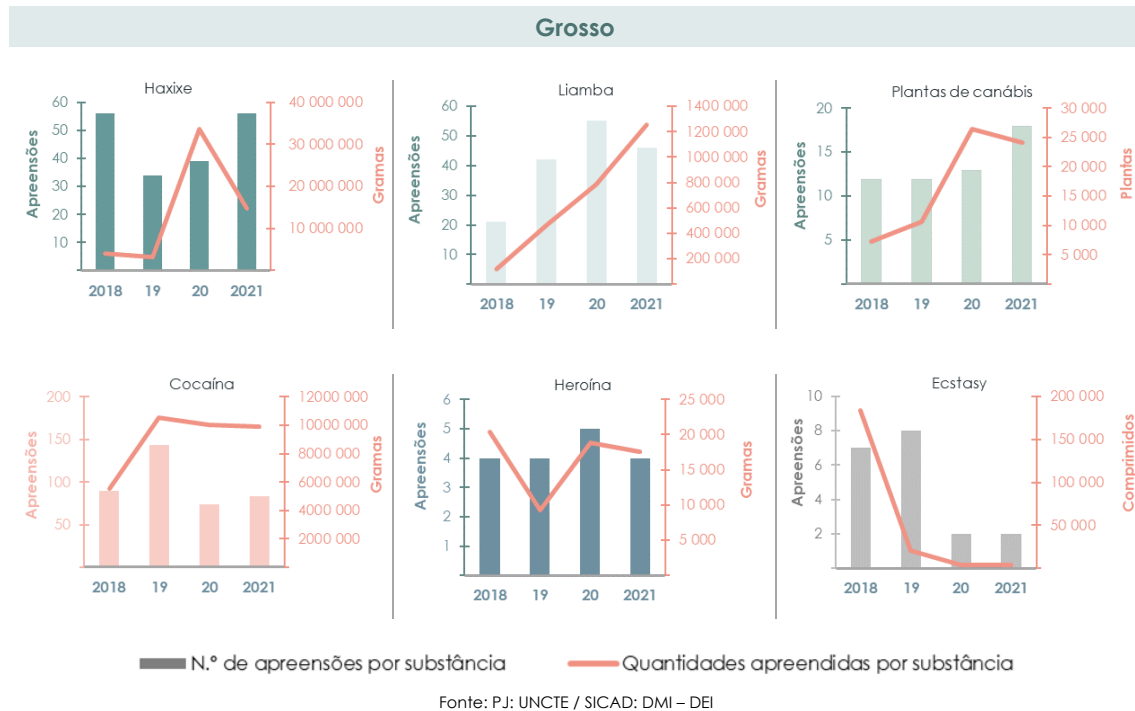 Grosso
Haxixe
Apreensões
60
50
40
30
20
10
40 000 000
30 000 000
20 000 000
10 000 000
Gramas
2018 19 20 2021
Liamba
Apreensões
60
50
40
30
20
10
1400 000
1200 000
1000 000
800 000
600 000
400 000
200 000
Gramas
2018 19 20 2021
Plantas de canábis
Apreensões
20
15
10
5
30 000
25 000
20 000
15 000
10 000
5 000
Plantas
2018 19 20 2021
Cocaína
Apreensões
200
150
100
50
12000 000
10000 000
8000 000
6000 000
4000 000
2000 000
Gramas
2018 19 20 2021
Heroína
Apreensões
6
5
4
3
2
1
25 000
20 000
15 000
10 000
5 000
Gramas
2018 19 20 2021
Ecstasy
Apreensões
10
8
6
4
2
200 000
150 000
100 000
50 000
Comprimidos
2018 19 20 2021
N.º de apreensões por substância
Quantidades apreendidas por substância
Fonte: PJ: UNCTE / SICAD: DMI – DEI